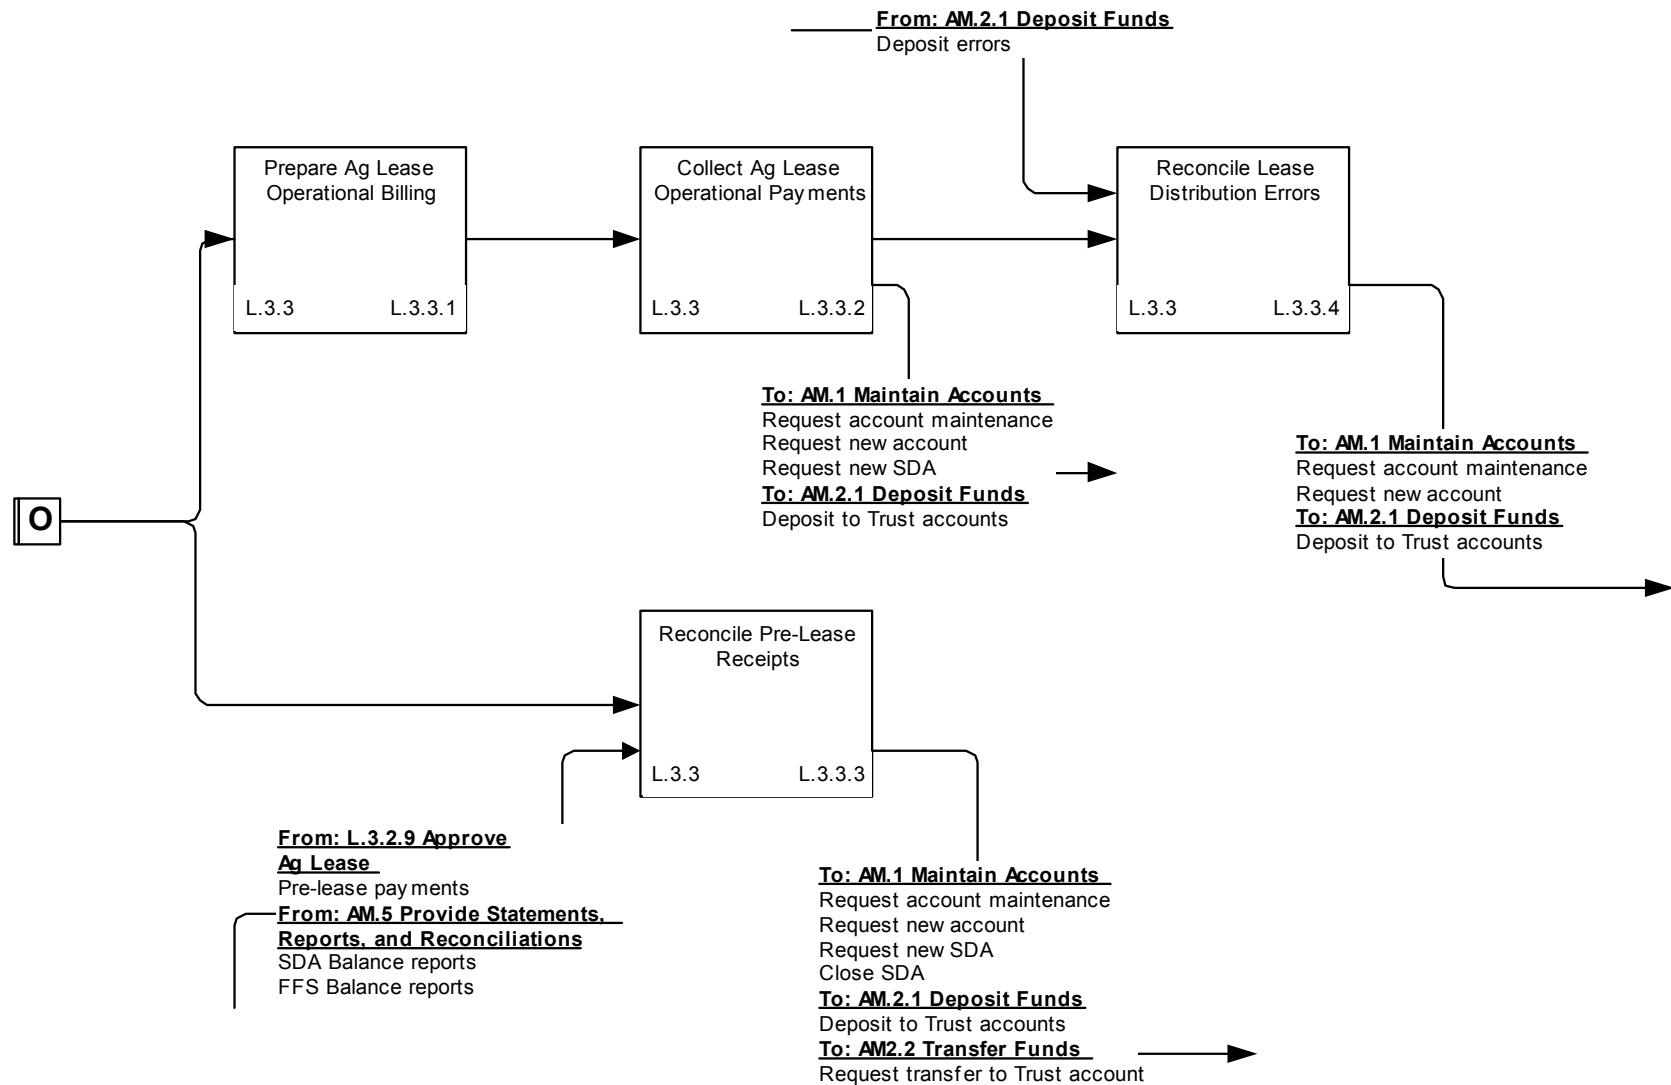 From: AM.2.1 Deposit Funds
Deposit errors
Prepare Ag Lease
Operational Billing
L.3.3 L.3.3.1
Collect Ag Lease
Operational Payments
L.3.3 L.3.3.2
Reconcile Lease
Distribution Errors
L.3.3 L.3.3.4
To: AM.1 Maintain Accounts
Request account maintenance
Request new account
Request new SDA
To: AM.2.1 Deposit Funds
Deposit to Trust accounts
To: AM.1 Maintain Accounts
Request account maintenance
Request new account
To: AM.2.1 Deposit Funds
Deposit to Trust accounts
O
Reconcile Pre-Lease
Receipts
L.3.3 L.3.3.3
From: L.3.2.9 Approve
Ag Lease
Pre-lease payments
From: AM.5 Provide Statements,
Reports, and Reconciliations
SDA Balance reports
FFS Balance reports
To: AM.1 Maintain Accounts
Request account maintenance
Request new account
Request new SDA
Close SDA
To: AM.2.1 Deposit Funds
Deposit to Trust accounts
To: AM2.2 Transfer Funds
Request transfer to Trust account